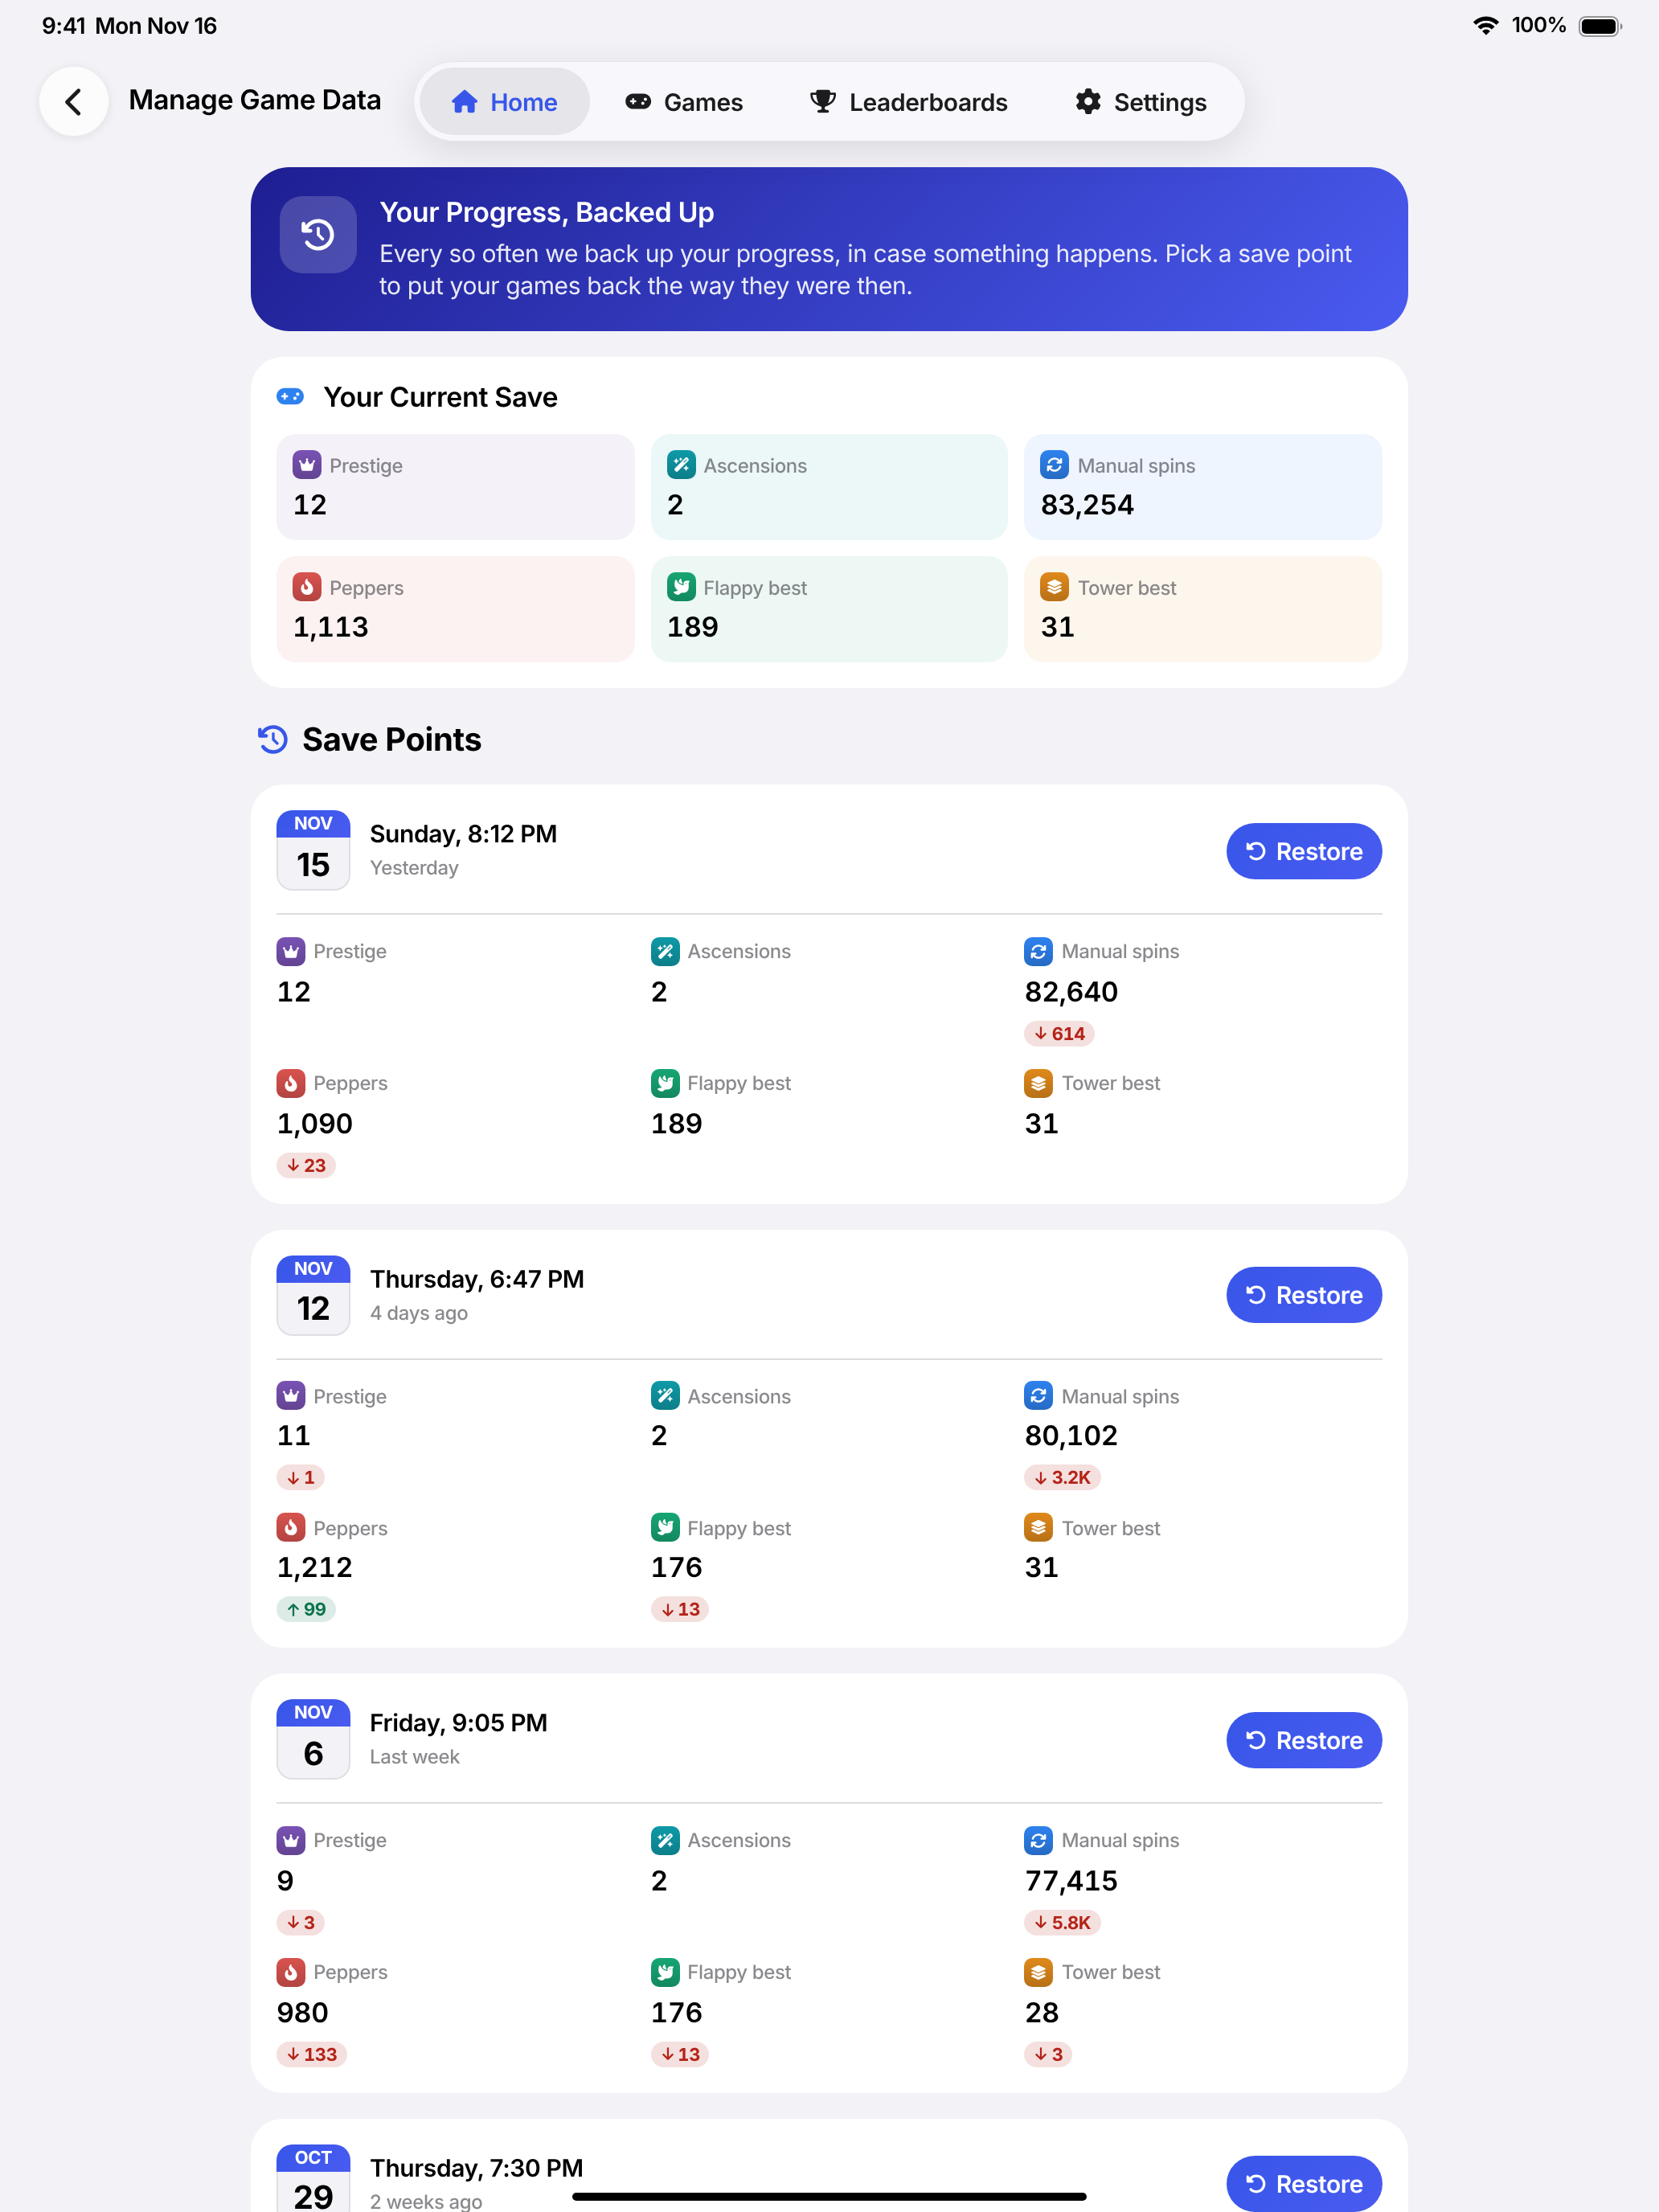 9:41 Mon Nov 16
100%
Manage Game Data
Home
Games
Leaderboards
Settings
Your Progress, Backed Up
Every so often we back up your progress, in case something happens. Pick a save point
to put your games back the way they were then.
Your Current Save
Prestige
12
Ascensions
2
Manual spins
83,254
Peppers
1,113
Flappy best
189
Tower best
31
Save Points
NOV
15
Sunday, 8:12 PM
Yesterday
Restore
Prestige
12
Ascensions
2
Manual spins
82,640
↓ 614
Peppers
1,090
↓ 23
Flappy best
189
Tower best
31
NOV
12
Thursday, 6:47 PM
4 days ago
Restore
Prestige
11
↓ 1
Ascensions
2
Manual spins
80,102
↓ 3.2K
Peppers
1,212
↑ 99
Flappy best
176
↓ 13
Tower best
31
NOV
6
Friday, 9:05 PM
Last week
Restore
Prestige
9
↓ 3
Ascensions
2
Manual spins
77,415
↓ 5.8K
Peppers
980
↓ 133
Flappy best
176
↓ 13
Tower best
28
↓ 3
OCT
29
Thursday, 7:30 PM
2 weeks ago
Restore